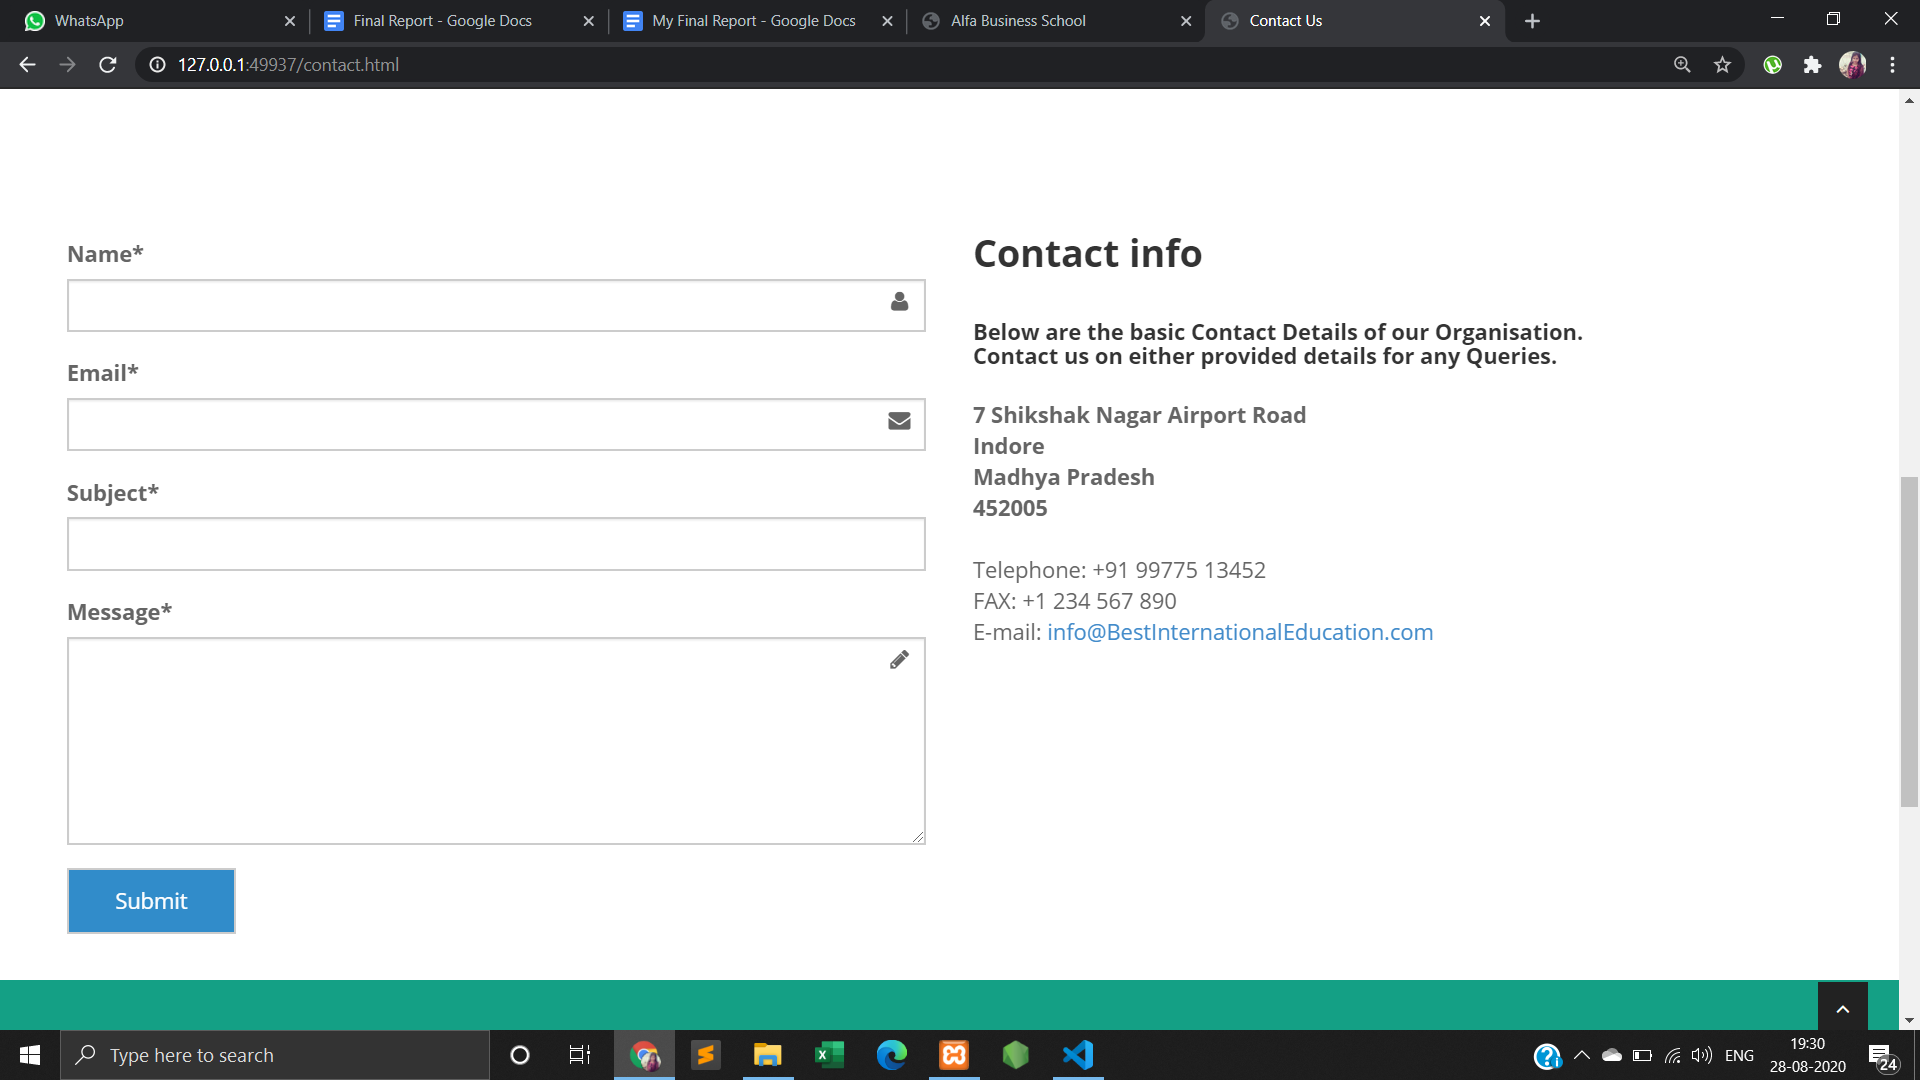 WhatsApp
Final Report - Google Docs
My Final Report - Google Docs
Alfa Business School
Contact Us
127.0.0.1:49937/contact.html
Name*
Email*
Subject*
Message*
Submit
Contact info
Below are the basic Contact Details of our Organisation.
Contact us on either provided details for any Queries.
7 Shikshak Nagar Airport Road
Indore
Madhya Pradesh
452005
Telephone: +91 99775 13452
FAX: +1 234 567 890
E-mail: info@BestInternationalEducation.com
Type here to search
ENG
19:30
28-08-2020
24